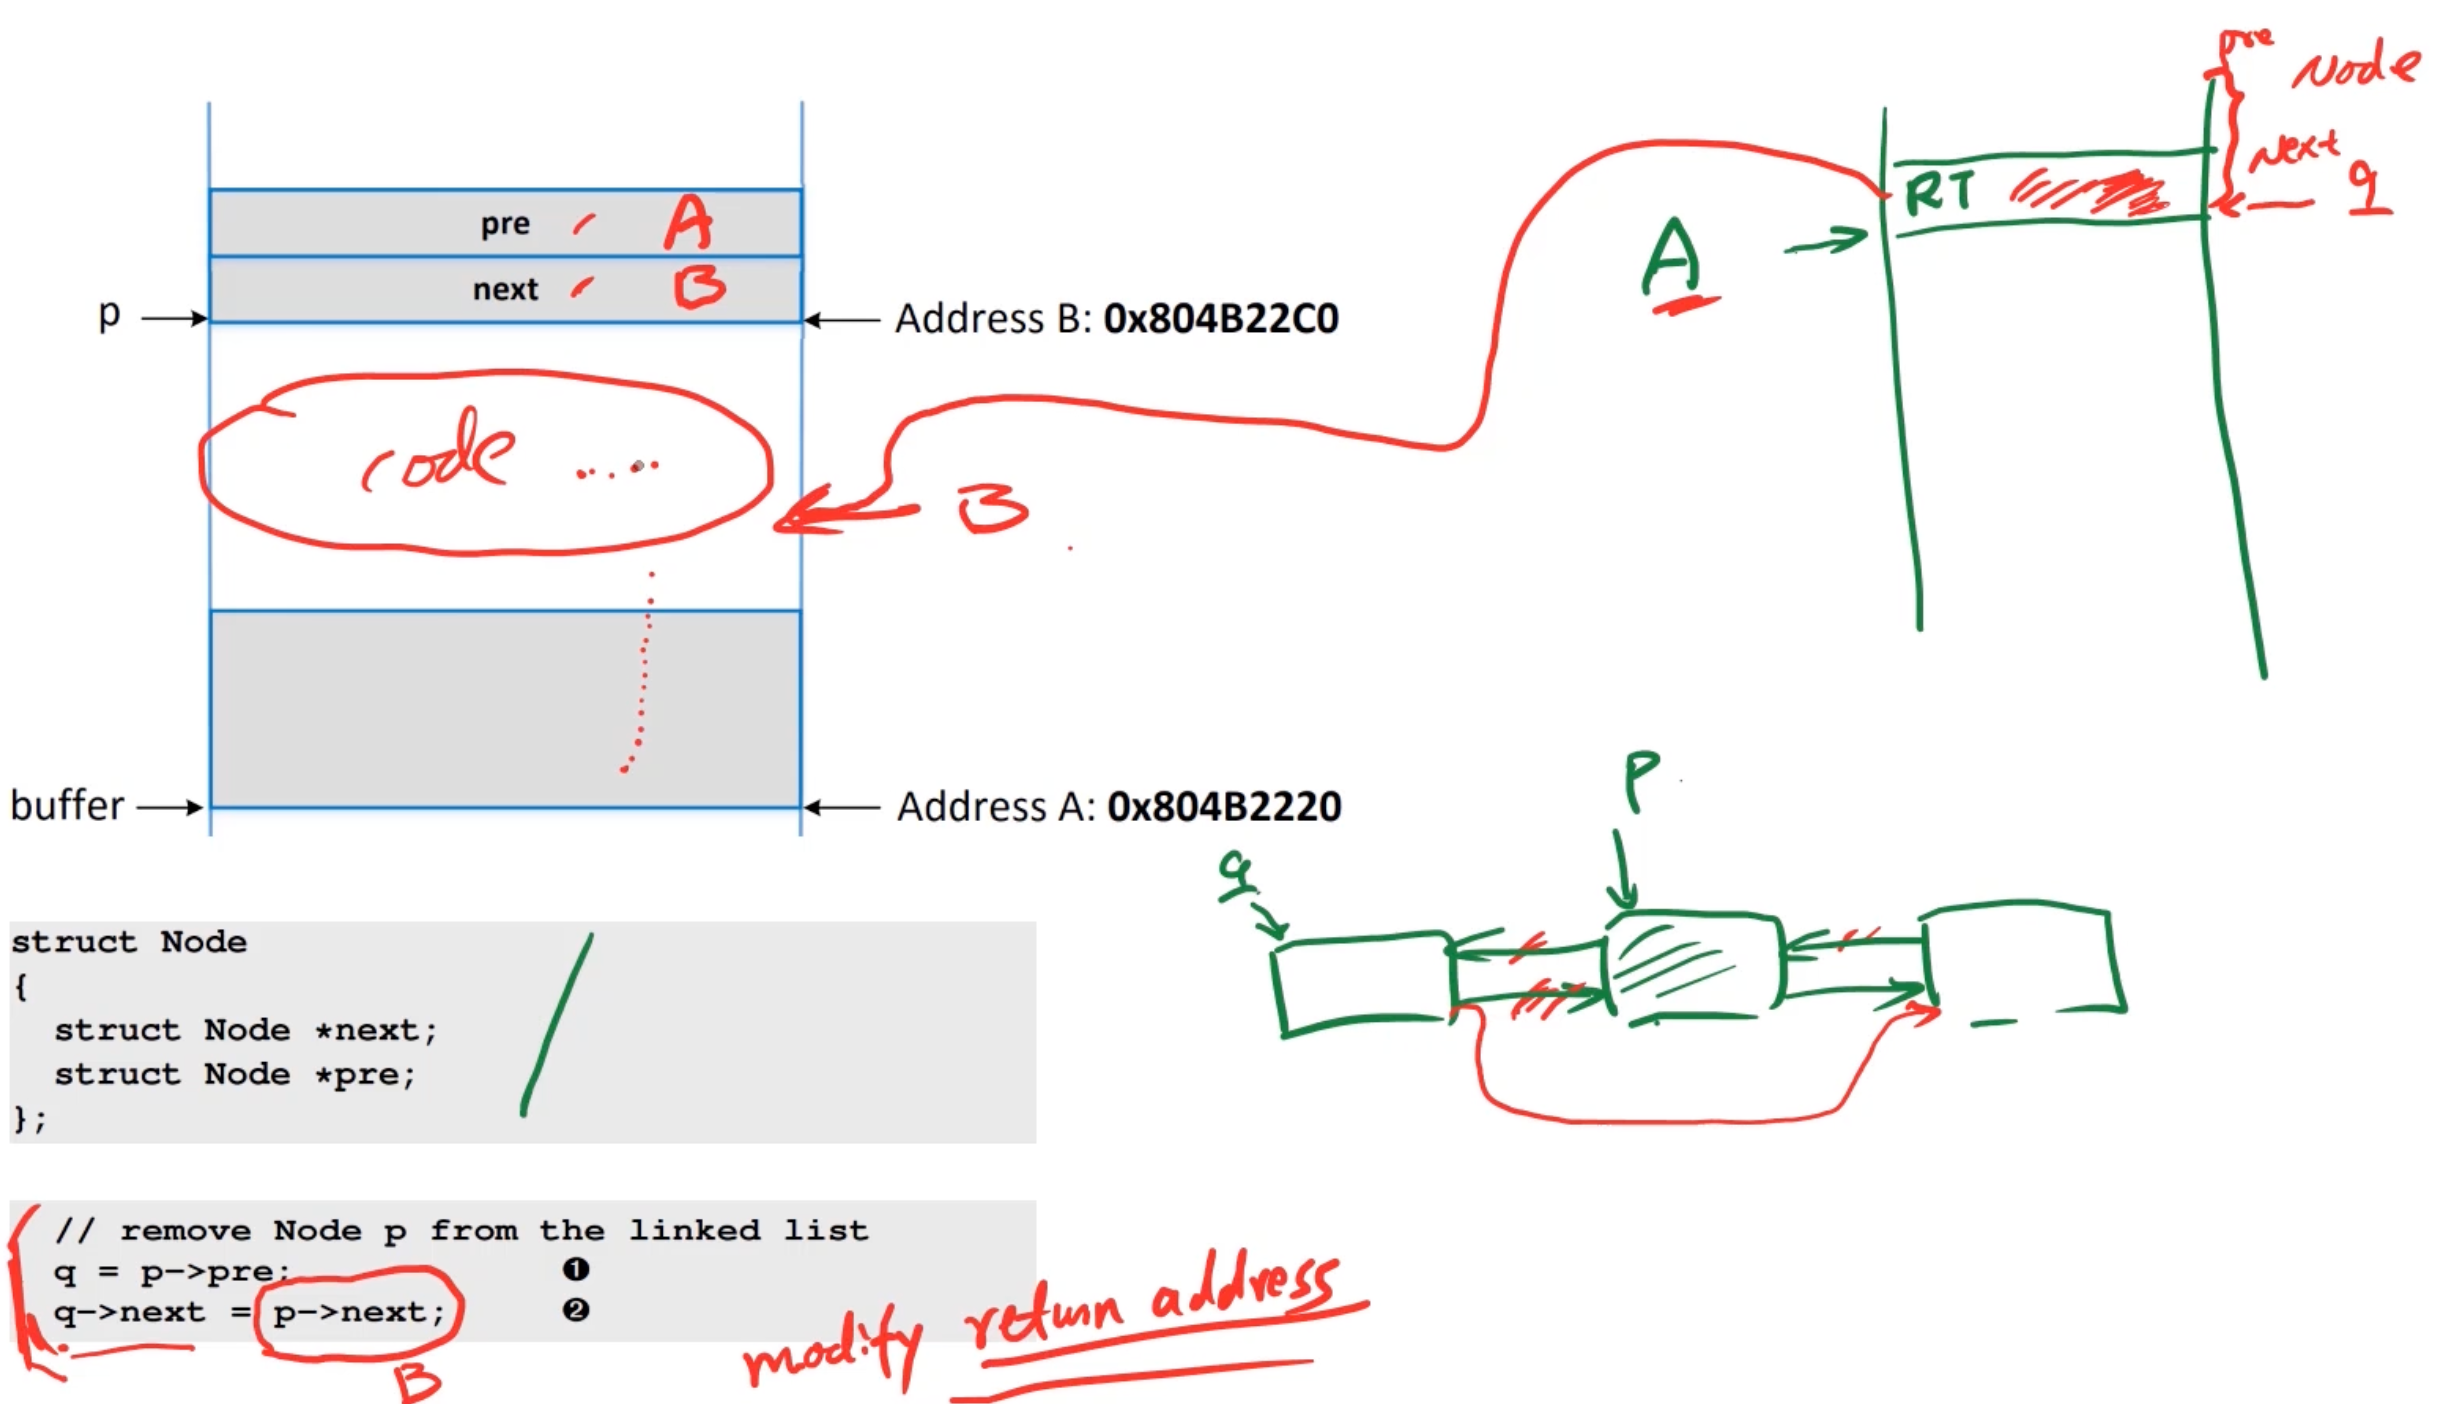 pre A
next B
p
Address B: 0x804B22C0
code .....
B
buffer
Address A: 0x804B2220
pre
Node
Next
q
RT
A
P
q
struct Node
{
struct Node *next;
struct Node *pre;
};
// remove Node p from the linked list
q = p->pre; ❶
q->next = p->next; ❷
B
modify return address